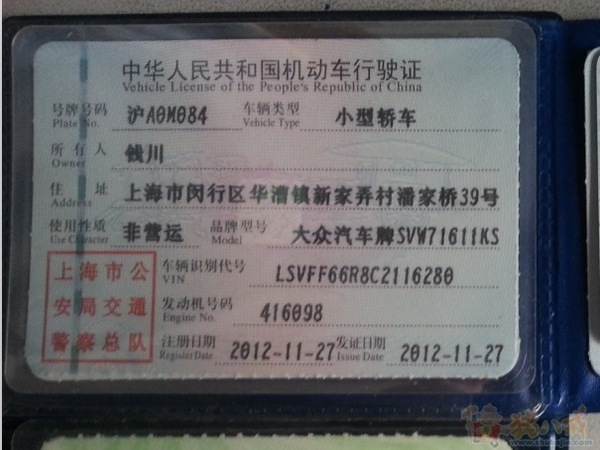 中华人民共和国机动车行驶证
Vehicle License of the People's Republic of China
号牌号码 沪A0M084 车辆类型 小型轿车
Plate No. Vehicle Type
所有人 钱川
Owner
住址 上海市闵行区华漕镇新家弄村潘家桥39号
Address
使用性质 非营运 品牌型号 大众汽车牌SVW71611KS
Use Character Model
上海市公 车辆识别代号 LSVFF66R8C2116280
VIN
安局交通 发动机号码 416098
Engine No.
警察总队 注册日期 2012-11-27 发证日期 2012-11-27
Register Date Issue Date